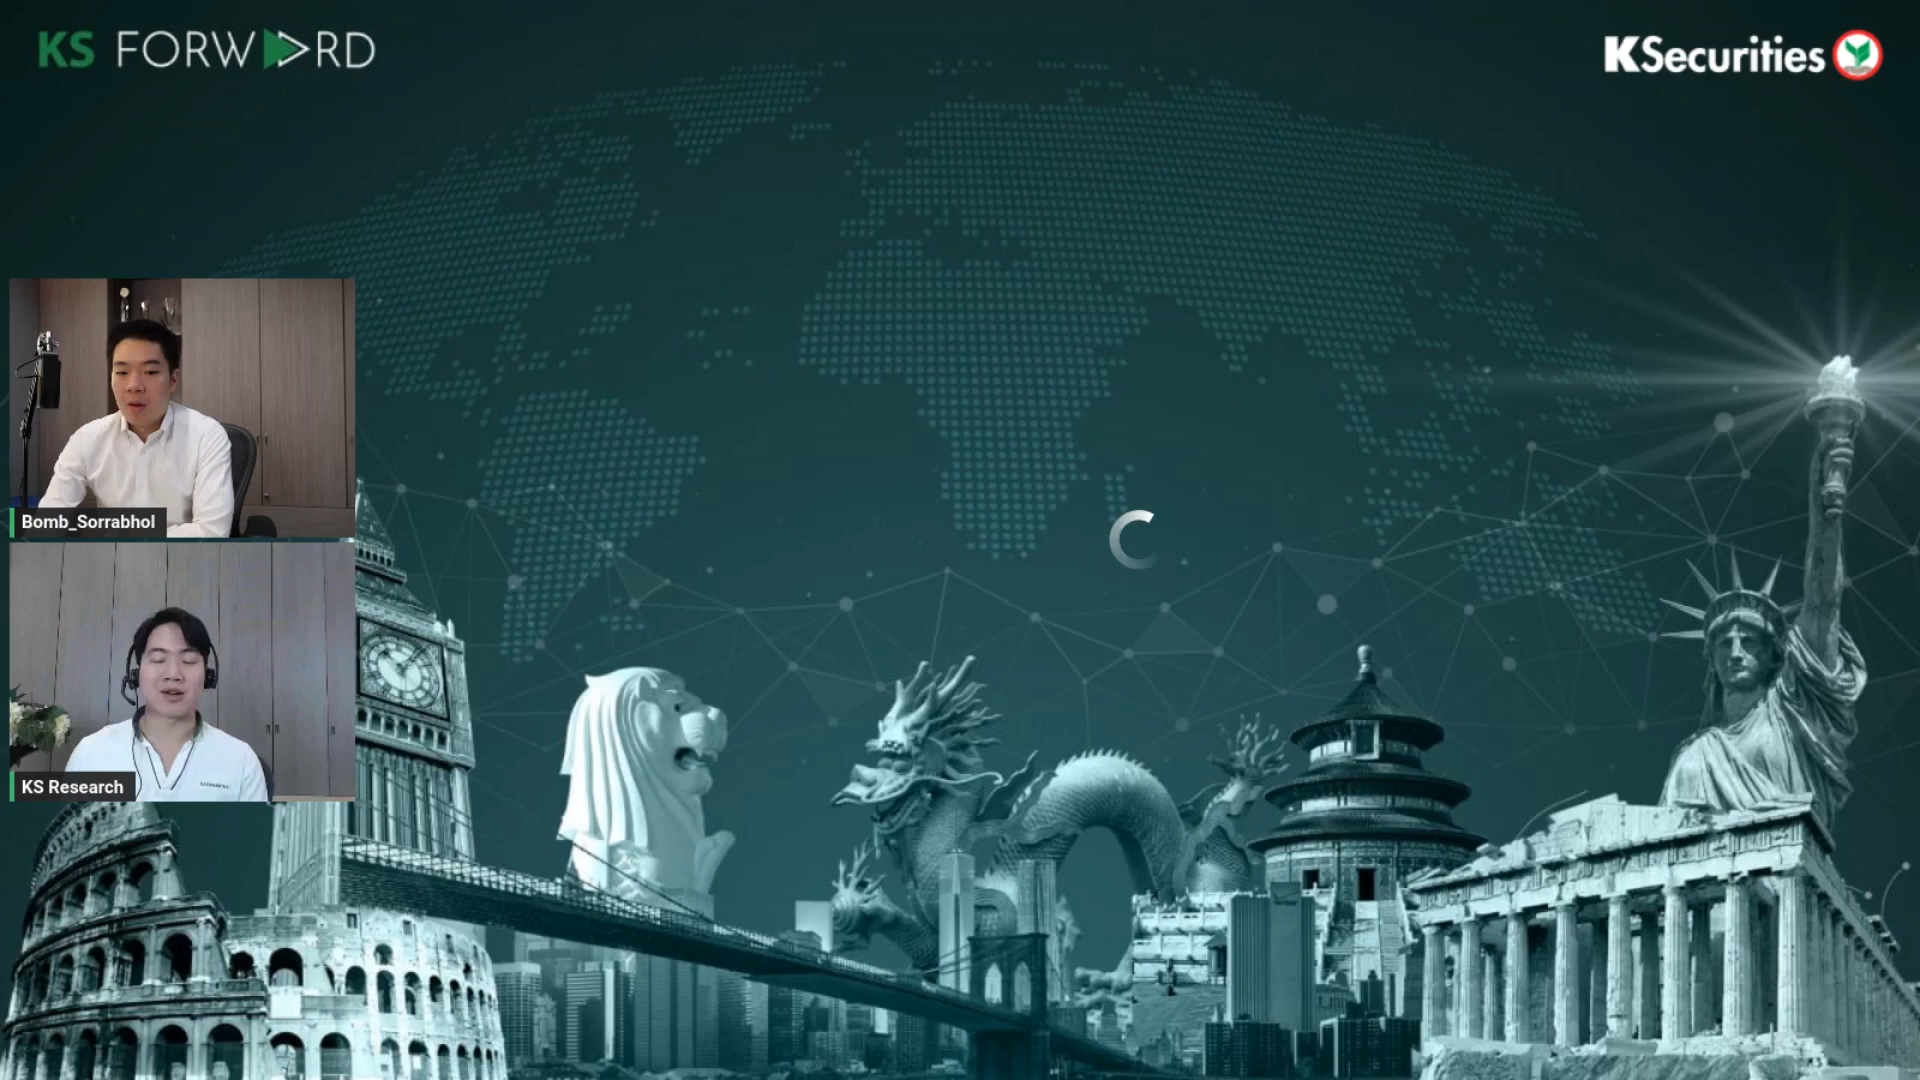 KS FORWARD
KSecurities
Bomb_Sorrabhol
KS Research